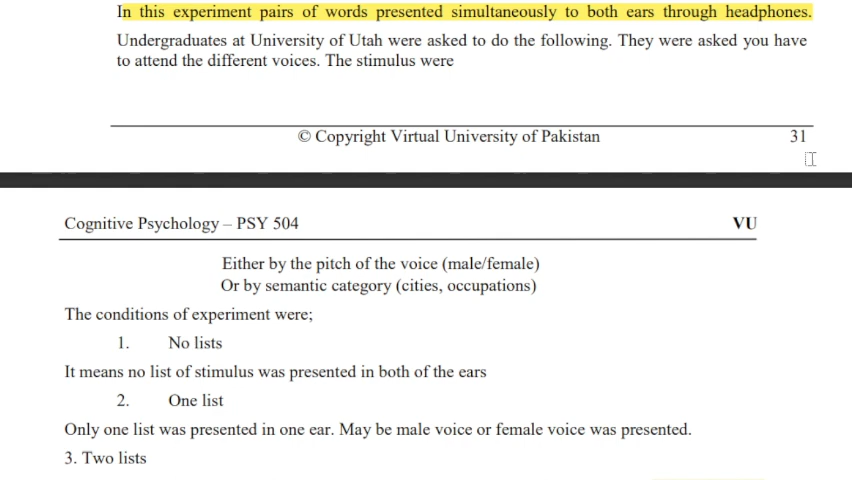 In this experiment pairs of words presented simultaneously to both ears through headphones.
Undergraduates at University of Utah were asked to do the following. They were asked you have
to attend the different voices. The stimulus were
© Copyright Virtual University of Pakistan 31
Cognitive Psychology – PSY 504 VU
Either by the pitch of the voice (male/female)
Or by semantic category (cities, occupations)
The conditions of experiment were;
1. No lists
It means no list of stimulus was presented in both of the ears
2. One list
Only one list was presented in one ear. May be male voice or female voice was presented.
3. Two lists